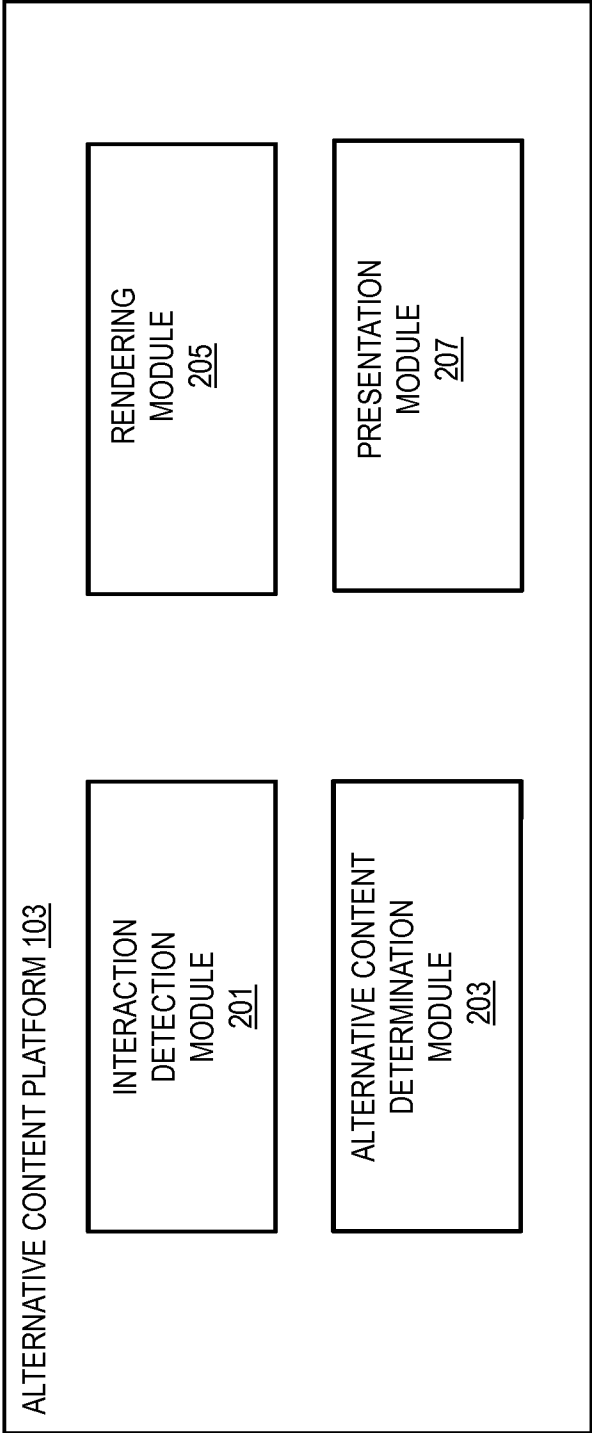 ALTERNATIVE CONTENT PLATFORM 103
INTERACTION
DETECTION
MODULE
201
RENDERING
MODULE
205
ALTERNATIVE CONTENT
DETERMINATION
MODULE
203
PRESENTATION
MODULE
207